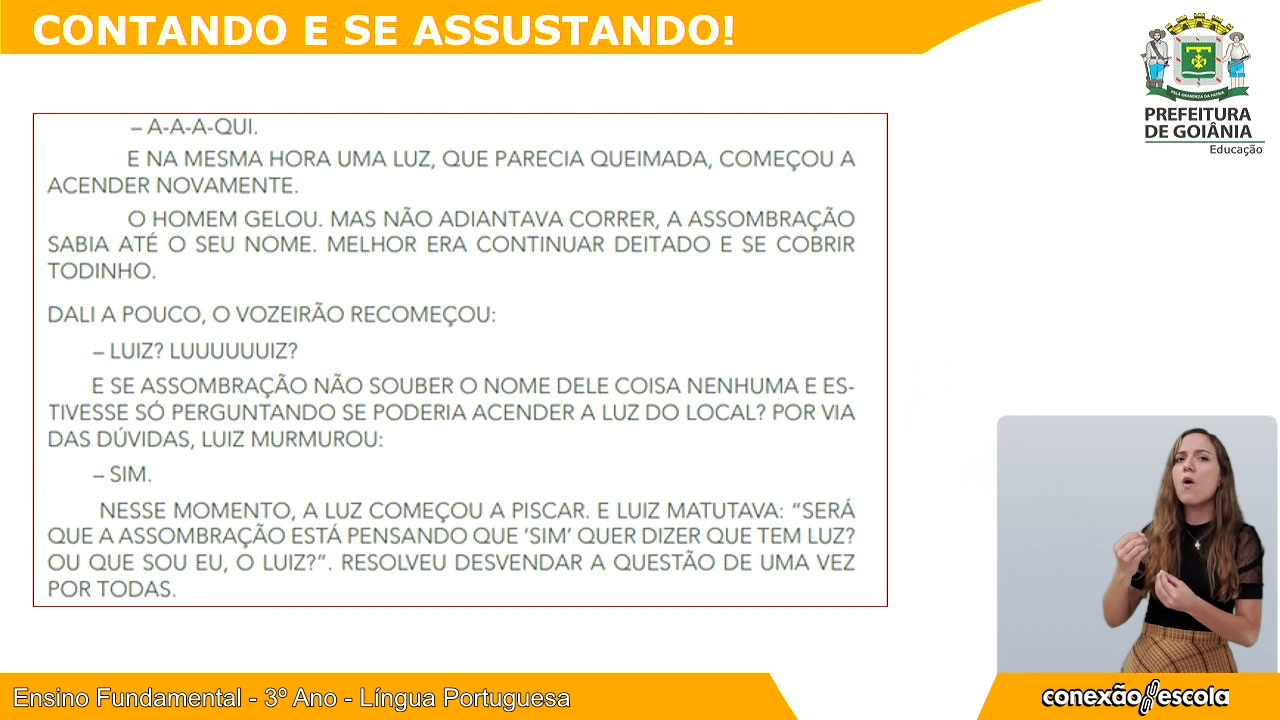 CONTANDO E SE ASSUSTANDO!
PELA GRANDEZA DA PÁTRIA
PREFEITURA
DE GOIÂNIA
Educação
– A-A-A-QUI.
E NA MESMA HORA UMA LUZ, QUE PARECIA QUEIMADA, COMEÇOU A
ACENDER NOVAMENTE.
O HOMEM GELOU. MAS NÃO ADIANTAVA CORRER, A ASSOMBRAÇÃO
SABIA ATÉ O SEU NOME. MELHOR ERA CONTINUAR DEITADO E SE COBRIR
TODINHO.
DALI A POUCO, O VOZEIRÃO RECOMEÇOU:
– LUIZ? LUUUUUUIZ?
E SE ASSOMBRAÇÃO NÃO SOUBER O NOME DELE COISA NENHUMA E ES-
TIVESSE SÓ PERGUNTANDO SE PODERIA ACENDER A LUZ DO LOCAL? POR VIA
DAS DÚVIDAS, LUIZ MURMUROU:
– SIM.
NESSE MOMENTO, A LUZ COMEÇOU A PISCAR. E LUIZ MATUTAVA: “SERÁ
QUE A ASSOMBRAÇÃO ESTÁ PENSANDO QUE ‘SIM’ QUER DIZER QUE TEM LUZ?
OU QUE SOU EU, O LUIZ?”. RESOLVEU DESVENDAR A QUESTÃO DE UMA VEZ
POR TODAS.
Ensino Fundamental - 3º Ano - Língua Portuguesa
conexão escola